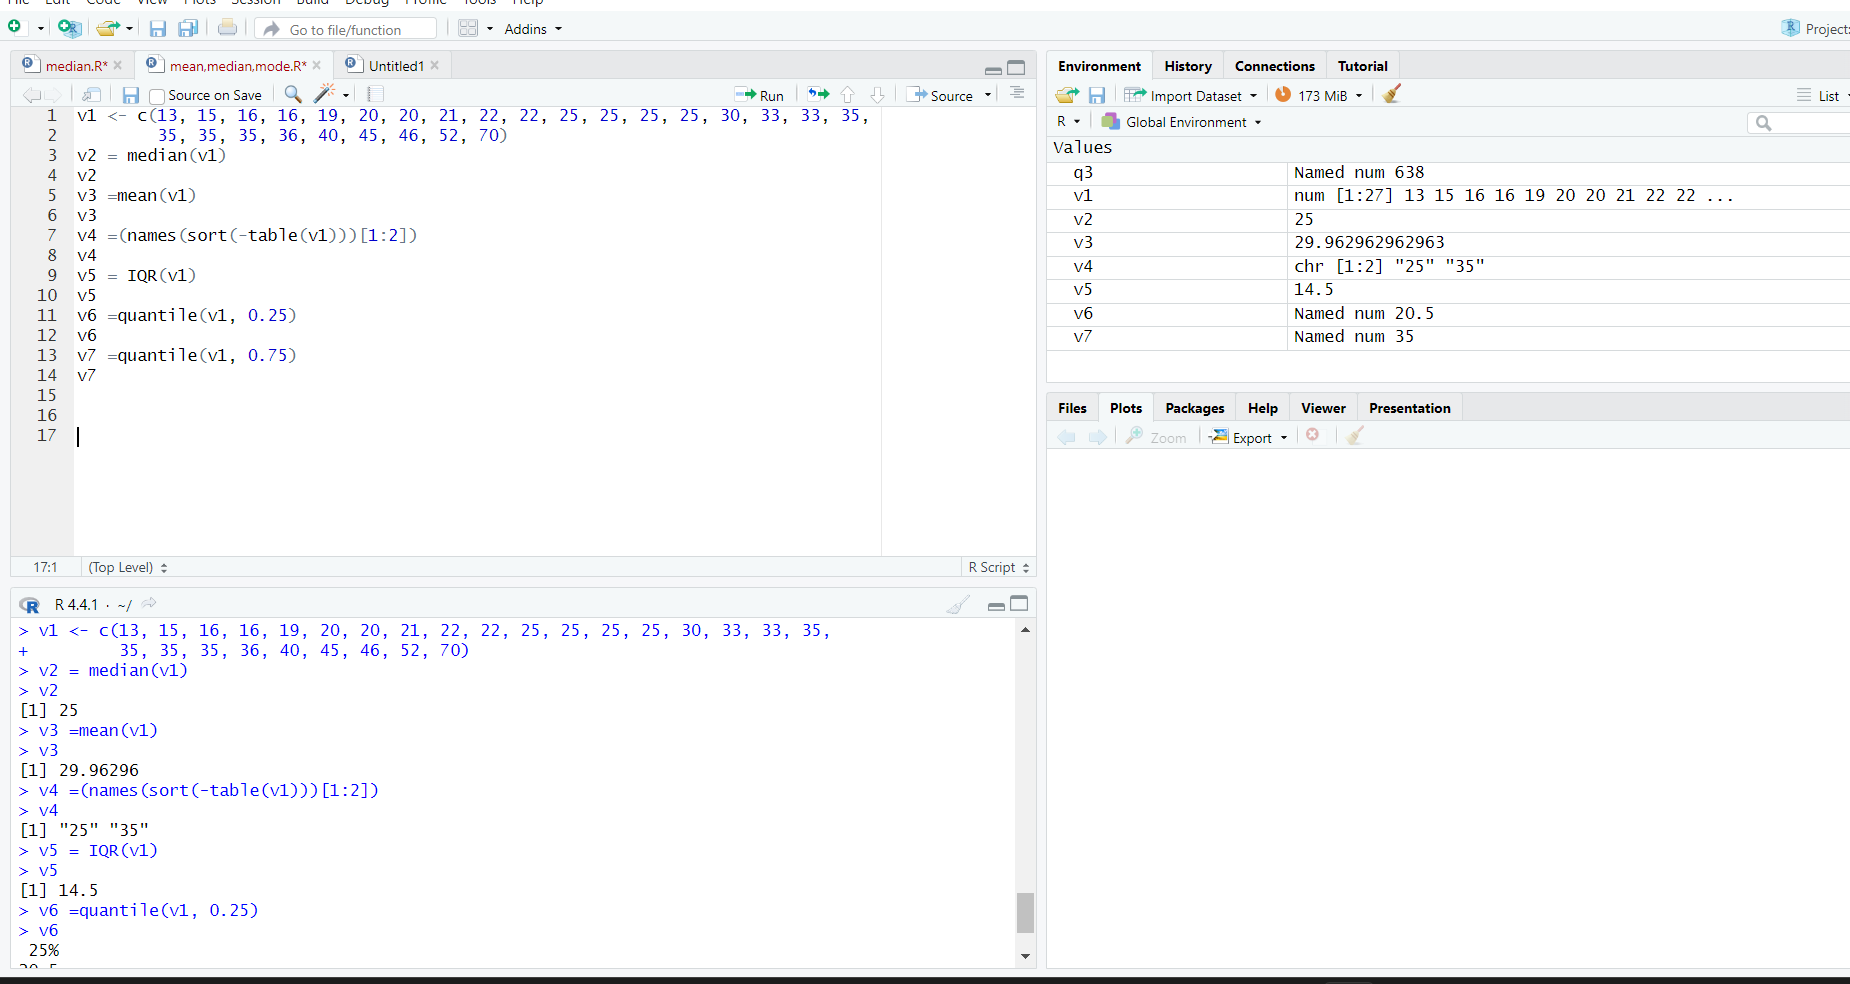 File Edit Code View Plots Session Build Debug Profile Tools Help
Go to file/function Addins Project:
median.R* mean,median,mode.R* Untitled1
Source on Save Run Source
1 v1 <- c(13, 15, 16, 16, 19, 20, 20, 21, 22, 22, 25, 25, 25, 25, 30, 33, 33, 35,
2 35, 35, 35, 36, 40, 45, 46, 52, 70)
3 v2 = median(v1)
4 v2
5 v3 =mean(v1)
6 v3
7 v4 =(names(sort(-table(v1)))[1:2])
8 v4
9 v5 = IQR(v1)
10 v5
11 v6 =quantile(v1, 0.25)
12 v6
13 v7 =quantile(v1, 0.75)
14 v7
15
16
17
17:1 (Top Level) R Script
R 4.4.1 · ~/
> v1 <- c(13, 15, 16, 16, 19, 20, 20, 21, 22, 22, 25, 25, 25, 25, 30, 33, 33, 35,
+ 35, 35, 35, 36, 40, 45, 46, 52, 70)
> v2 = median(v1)
> v2
[1] 25
> v3 =mean(v1)
> v3
[1] 29.96296
> v4 =(names(sort(-table(v1)))[1:2])
> v4
[1] "25" "35"
> v5 = IQR(v1)
> v5
[1] 14.5
> v6 =quantile(v1, 0.25)
> v6
25%
20.5
Environment History Connections Tutorial
Import Dataset 173 MiB List
R Global Environment
Values
q3 Named num 638
v1 num [1:27] 13 15 16 16 19 20 20 21 22 22 ...
v2 25
v3 29.962962962963
v4 chr [1:2] "25" "35"
v5 14.5
v6 Named num 20.5
v7 Named num 35
Files Plots Packages Help Viewer Presentation
Zoom Export